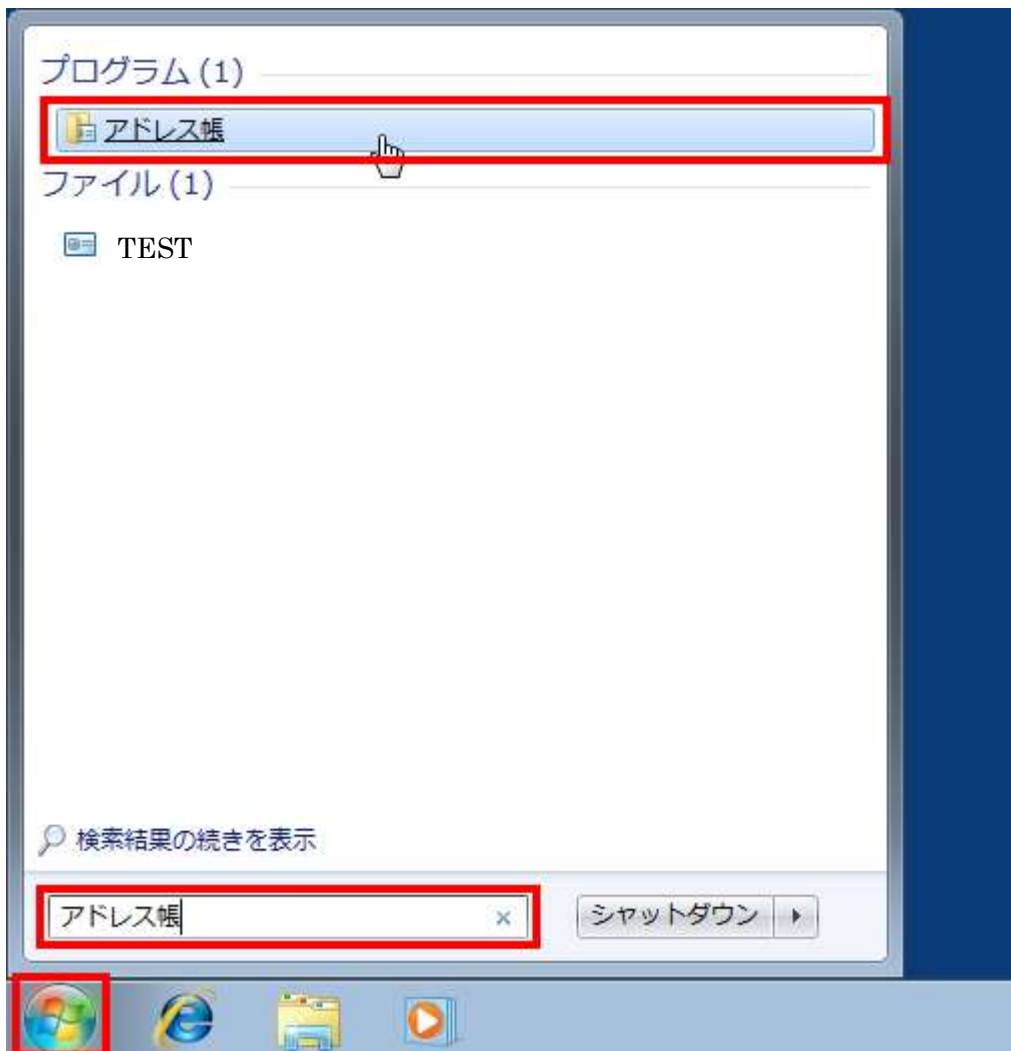 プログラム (1)
アドレス帳
ファイル (1)
TEST
検索結果の続きを表示
アドレス帳
シャットダウン